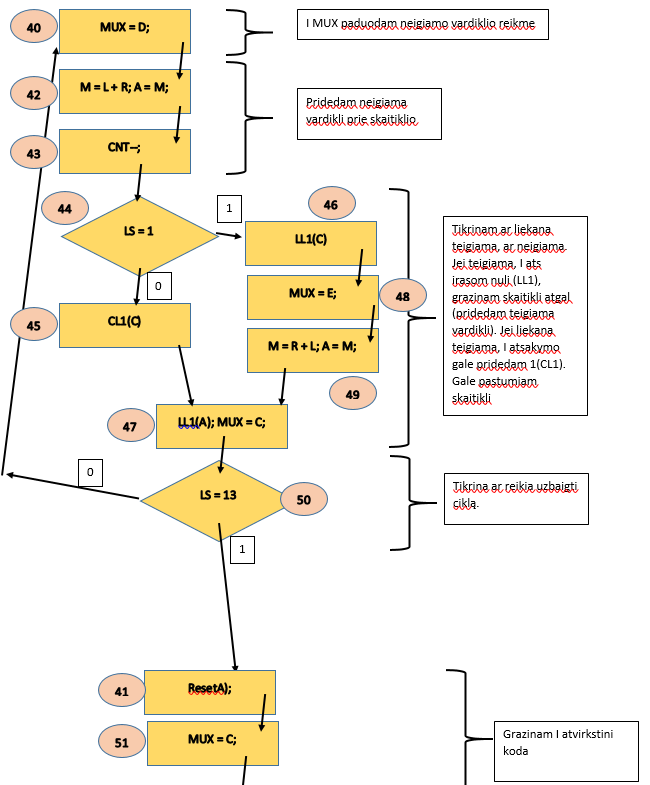 40
MUX = D;
I MUX paduodam neigiamo vardiklio reikme
42
M = L + R; A = M;
Pridedam neigiama
vardikli prie skaitiklio
43
CNT--;
44
LS = 1
1
46
LL1(C)
0
MUX = E;
48
45
CL1(C)
M = R + L; A = M;
49
Tikrinam ar liekana
teigiama, ar neigiama.
Jei teigiama, I ats
irasom nuli (LL1),
grazinam skaitikli atgal
(pridedam teigiama
vardikli). Jei liekana
teigiama, I atsakymo
gale pridedam 1(CL1).
Gale pastumiam
skaitikli
47
LL1(A); MUX = C;
0
LS = 13
50
Tikrina ar reikia uzbaigti
ciklą.
1
41
ResetA);
51
MUX = C;
Grazinam I atvirkstini
koda